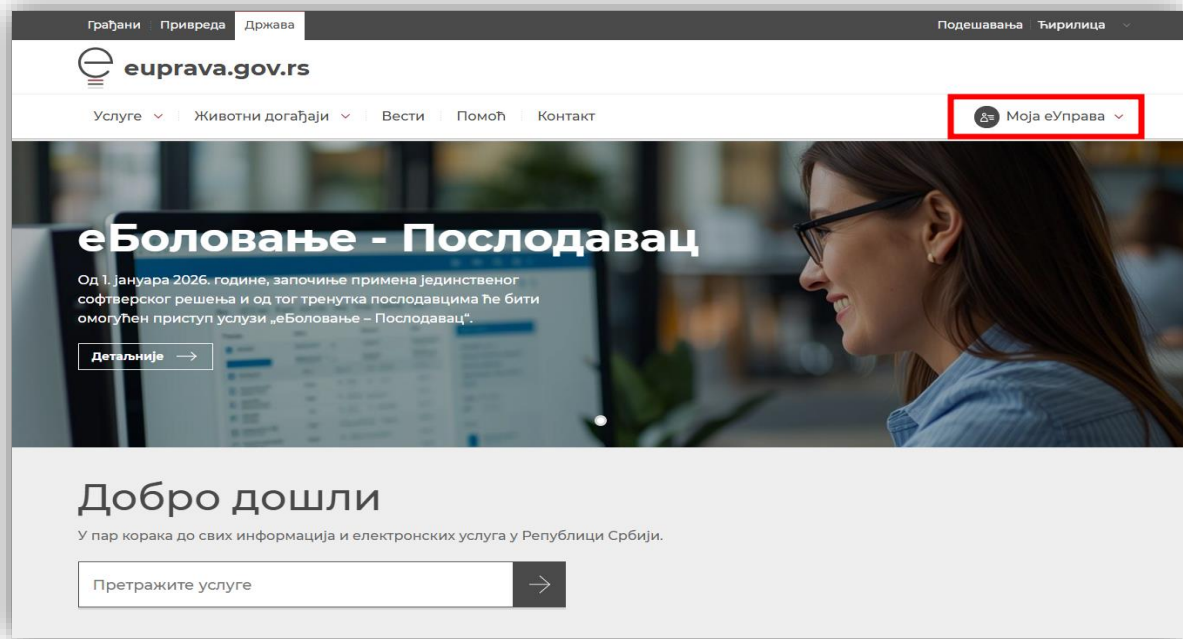 Грађани Привреда Држава Подешавања Ћирилица
euprava.gov.rs
Услуге Животни догађаји Вести Помоћ Контакт Моја еУправа
еБоловање - Послодавац
Од 1. јануара 2026. године, започиње примена јединственог
софтверског решења и од тог тренутка послодавцима ће бити
омогућен приступ услузи „еБоловање – Послодавац“.
Детаљније
Добро дошли
У пар корака до свих информација и електронских услуга у Републици Србији.
Претражите услуге